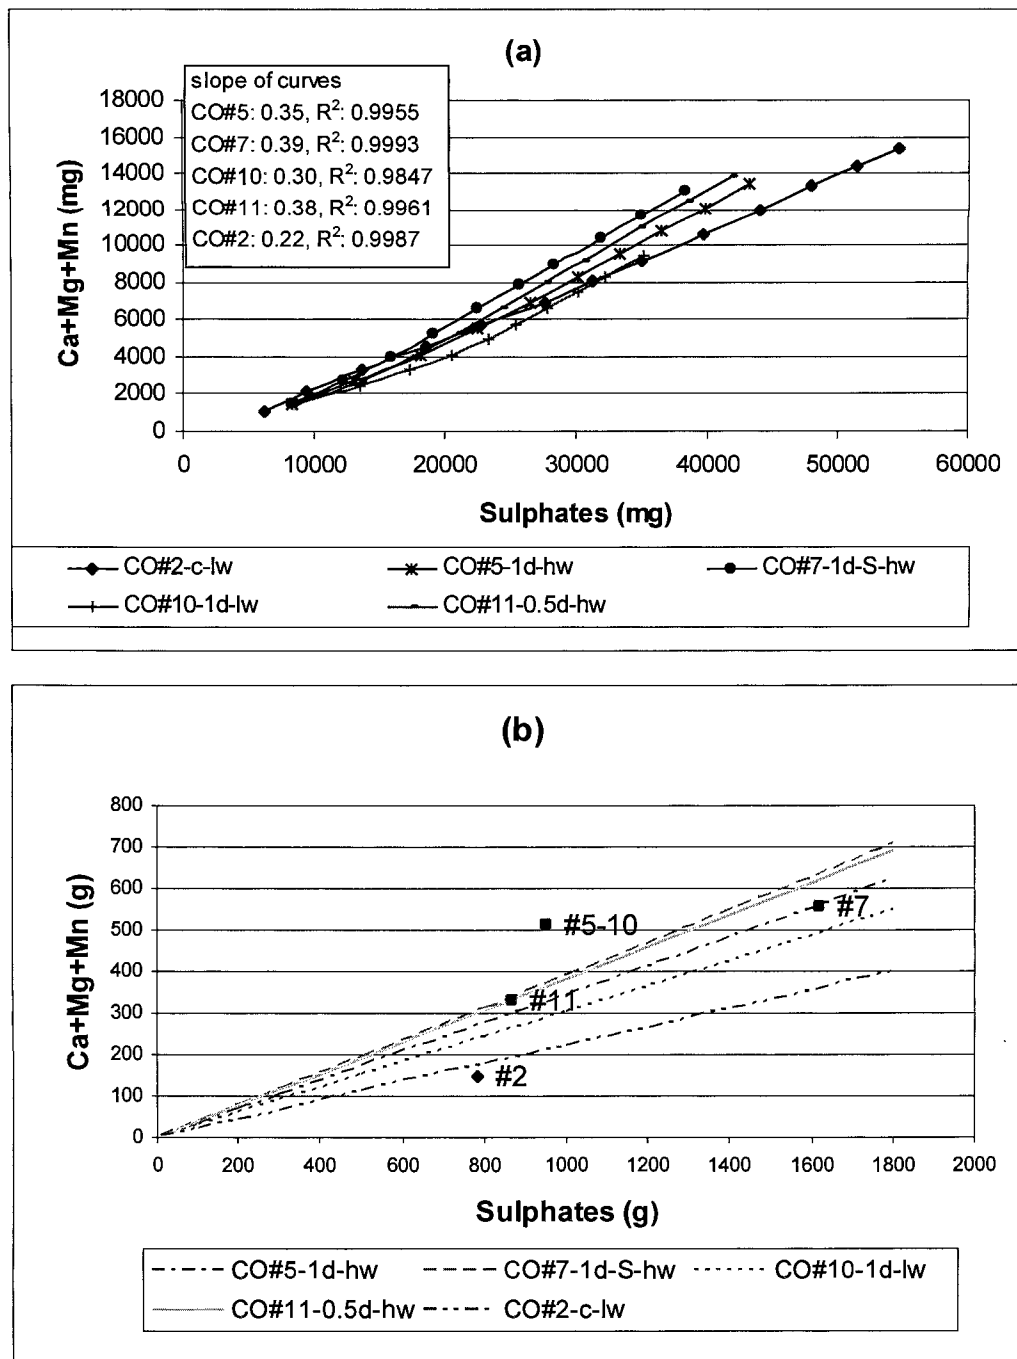 (a)
slope of curves
CO#5: 0.35, R²: 0.9955
CO#7: 0.39, R²: 0.9993
CO#10: 0.30, R²: 0.9847
CO#11: 0.38, R²: 0.9961
CO#2: 0.22, R²: 0.9987
Ca+Mg+Mn (mg)
18000
16000
14000
12000
10000
8000
6000
4000
2000
0
0 10000 20000 30000 40000 50000 60000
Sulphates (mg)
CO#2-c-lw CO#5-1d-hw CO#7-1d-S-hw
CO#10-1d-lw CO#11-0.5d-hw
(b)
Ca+Mg+Mn (g)
800
700
600
500
400
300
200
100
0
#5-10
#7
#11
#2
0 200 400 600 800 1000 1200 1400 1600 1800 2000
Sulphates (g)
CO#5-1d-hw CO#7-1d-S-hw CO#10-1d-lw
CO#11-0.5d-hw CO#2-c-lw